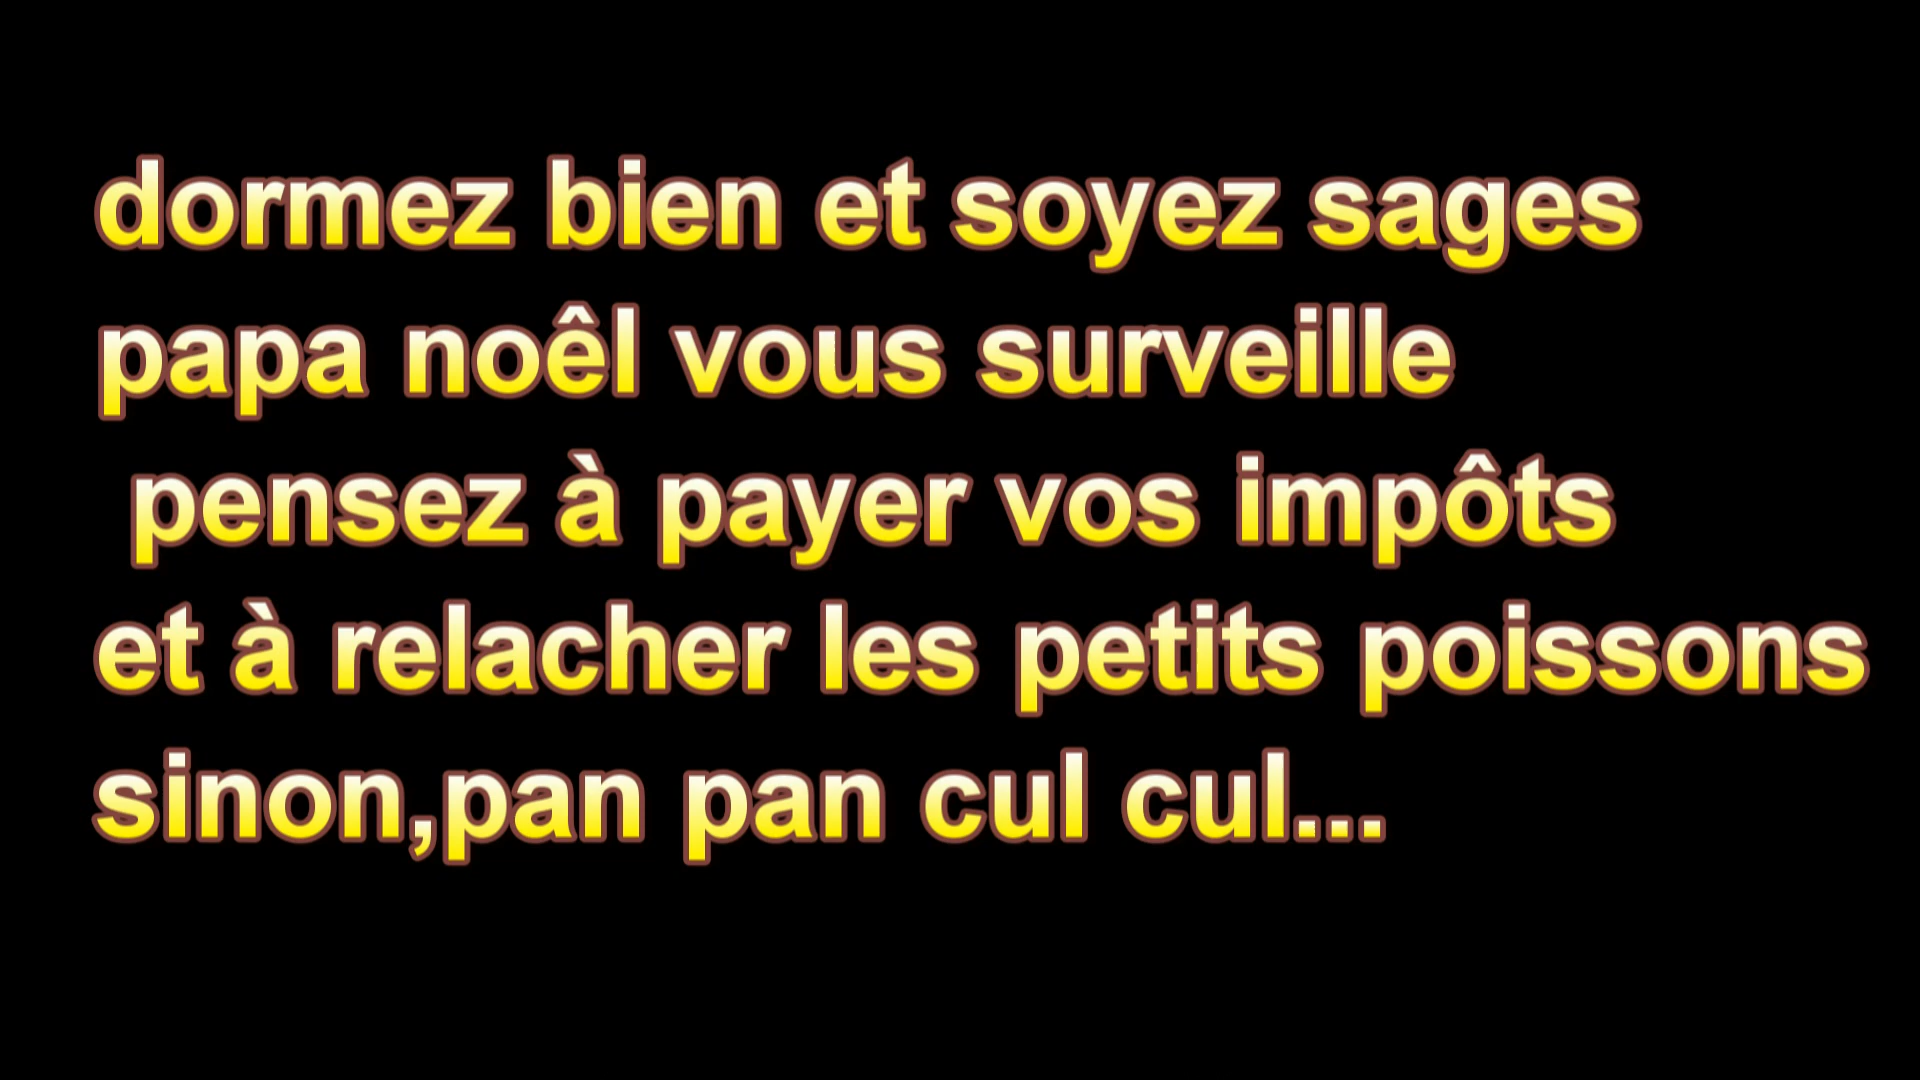 dormez bien et soyez sages
papa noêl vous surveille
pensez à payer vos impôts
et à relacher les petits poissons
sinon,pan pan cul cul...